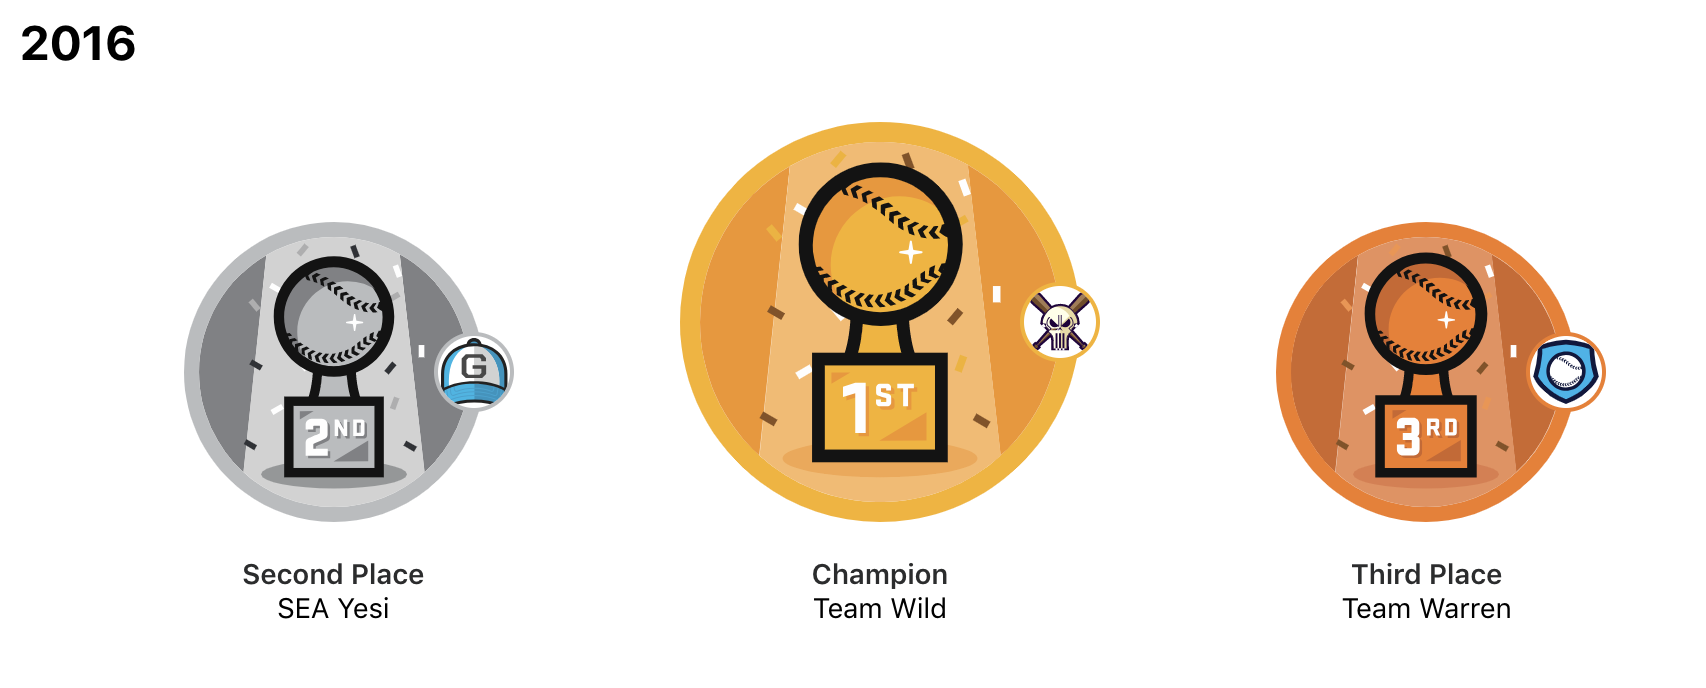 2016
2ND
G
Second Place
SEA Yesi
1ST
Champion
Team Wild
3RD
Third Place
Team Warren